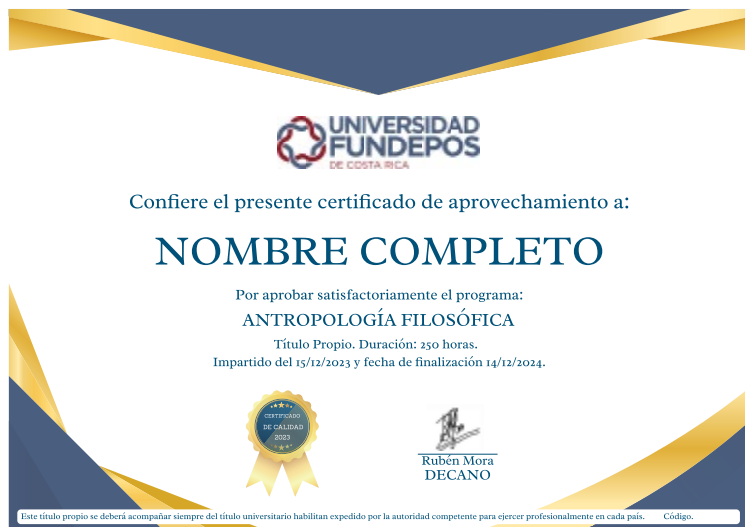 UNIVERSIDAD
FUNDEPOS
DE COSTA RICA
Confiere el presente certificado de aprovechamiento a:
NOMBRE COMPLETO
Por aprobar satisfactoriamente el programa:
ANTROPOLOGÍA FILOSÓFICA
Título Propio. Duración: 250 horas.
Impartido del 15/12/2023 y fecha de finalización 14/12/2024.
CERTIFICADO
DE CALIDAD
2023
Rubén Mora
DECANO
Este título propio se deberá acompañar siempre del título universitario habilitan expedido por la autoridad competente para ejercer profesionalmente en cada país. Código.